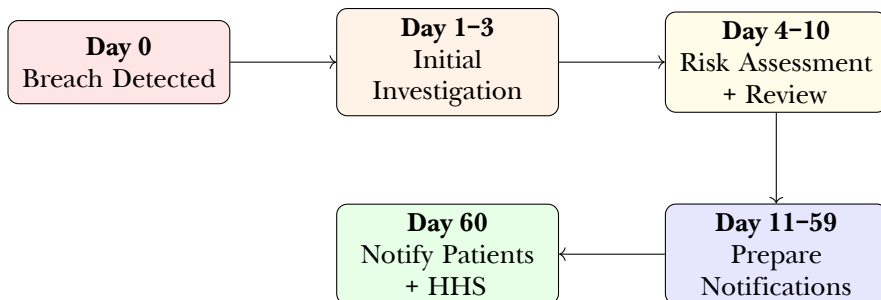 Day 0
Breach Detected
Day 1–3
Initial
Investigation
Day 4–10
Risk Assessment
+ Review
Day 11–59
Prepare
Notifications
Day 60
Notify Patients
+ HHS